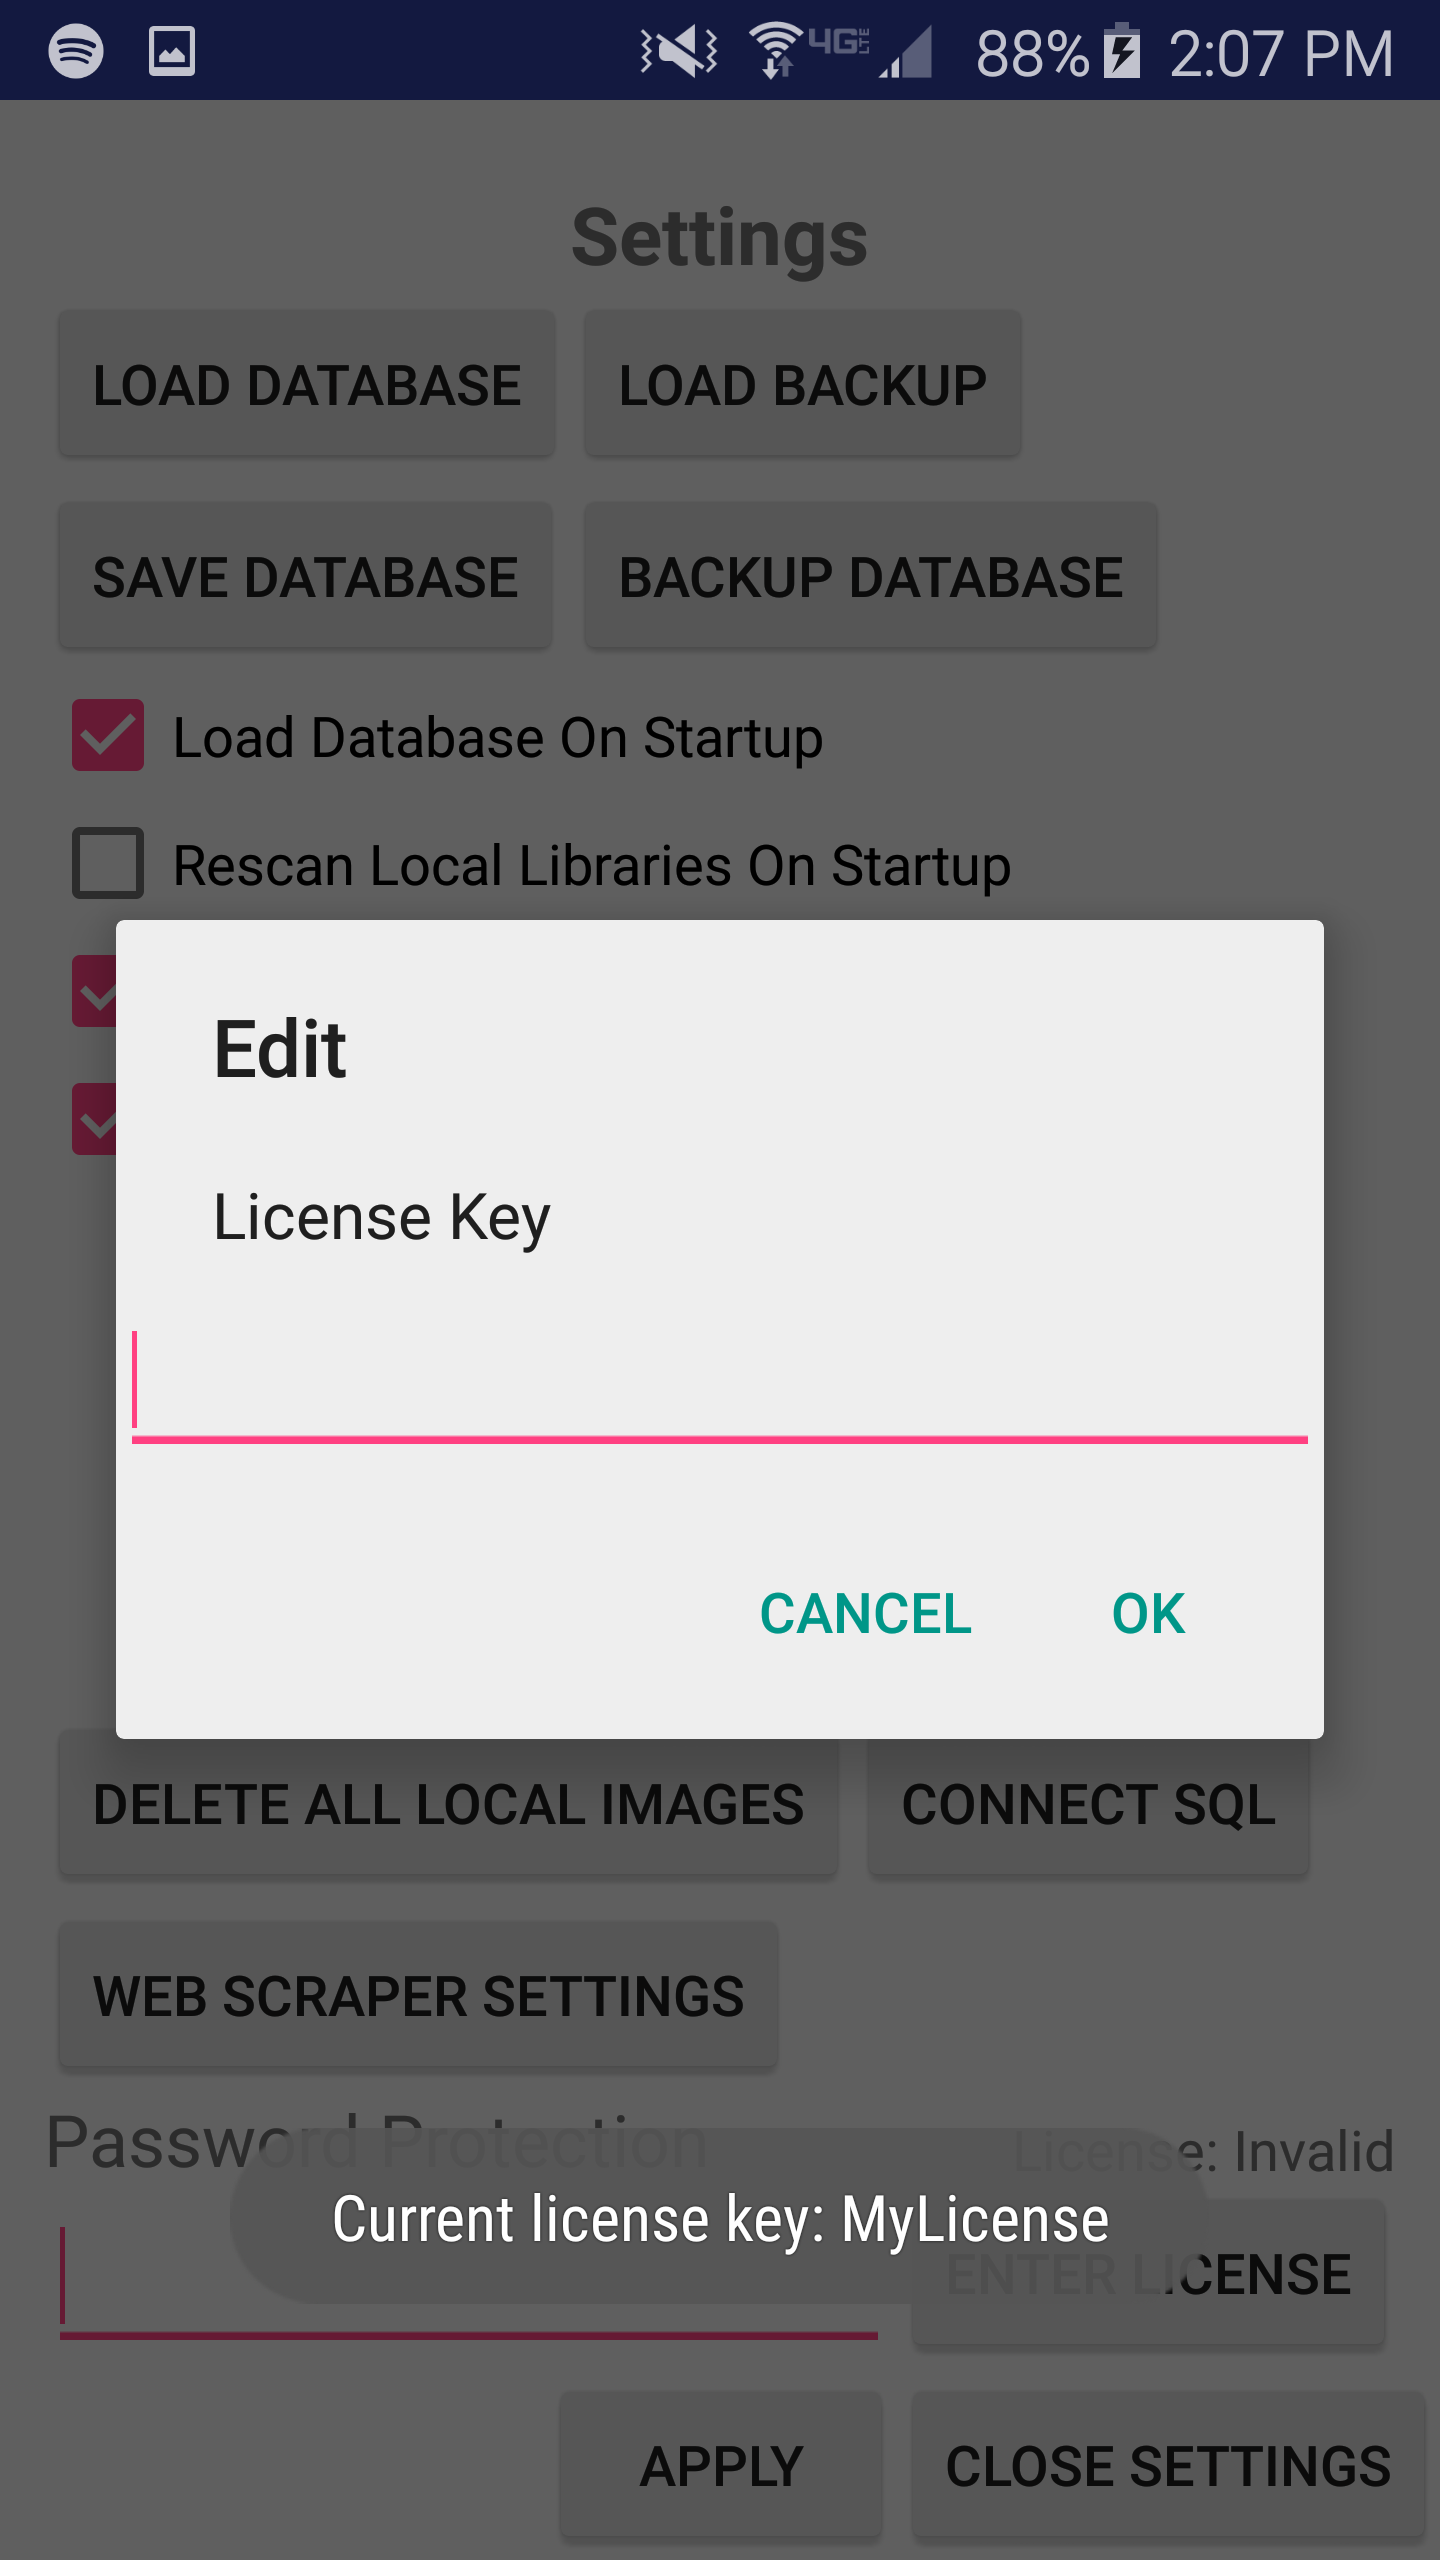 4G LTE 88% 2:07 PM
Settings
LOAD DATABASE LOAD BACKUP
SAVE DATABASE BACKUP DATABASE
Load Database On Startup
Rescan Local Libraries On Startup
Edit
License Key
CANCEL OK
DELETE ALL LOCAL IMAGES CONNECT SQL
WEB SCRAPER SETTINGS
Password Protection License: Invalid
Current license key: MyLicense
ENTER LICENSE
APPLY CLOSE SETTINGS